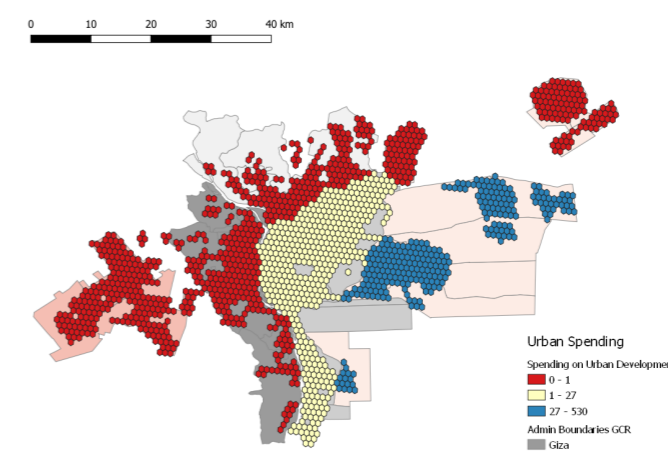 0 10 20 30 40 km
Urban Spending
Spending on Urban Developme
0 - 1
1 - 27
27 - 530
Admin Boundaries GCR
Giza